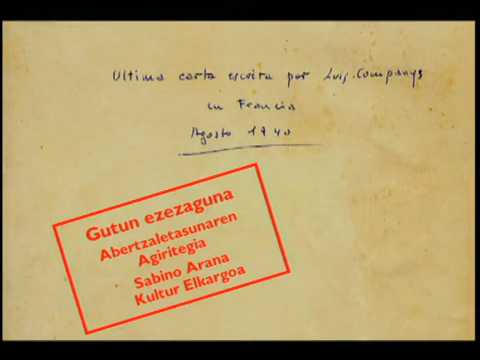 Ultima carta escrita por Luis Companys
en Francia
Agosto 1940
Gutun ezezaguna
Abertzaletasunaren
Agiritegia
Sabino Arana
Kultur Elkargoa